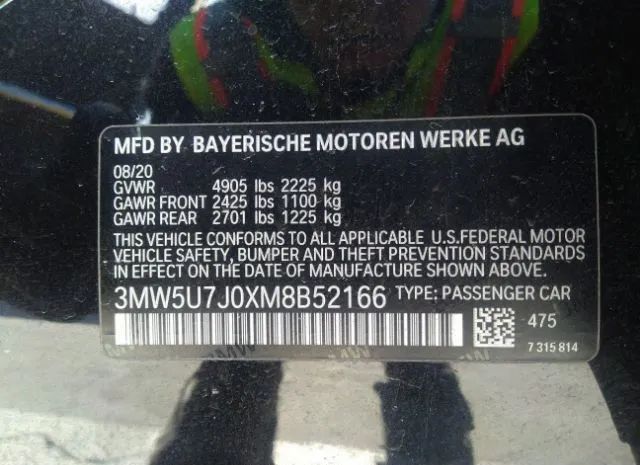 MFD BY BAYERISCHE MOTOREN WERKE AG
08/20
GVWR 4905 lbs 2225 kg
GAWR FRONT 2425 lbs 1100 kg
GAWR REAR 2701 lbs 1225 kg
THIS VEHICLE CONFORMS TO ALL APPLICABLE U.S.FEDERAL MOTOR
VEHICLE SAFETY, BUMPER AND THEFT PREVENTION STANDARDS
IN EFFECT ON THE DATE OF MANUFACTURE SHOWN ABOVE.
3MW5U7J0XM8B52166 TYPE: PASSENGER CAR
475
7 315 814